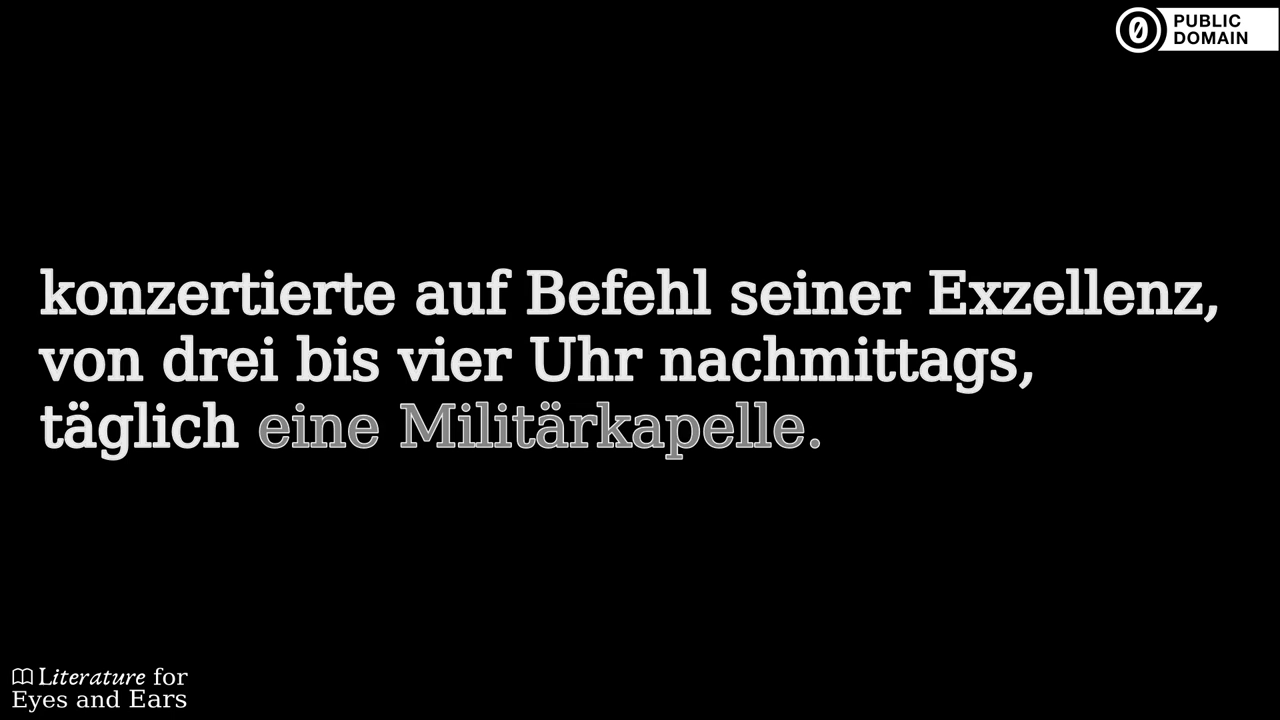 PUBLIC
DOMAIN
konzertierte auf Befehl seiner Exzellenz,
von drei bis vier Uhr nachmittags,
täglich eine Militärkapelle.
Literature for
Eyes and Ears